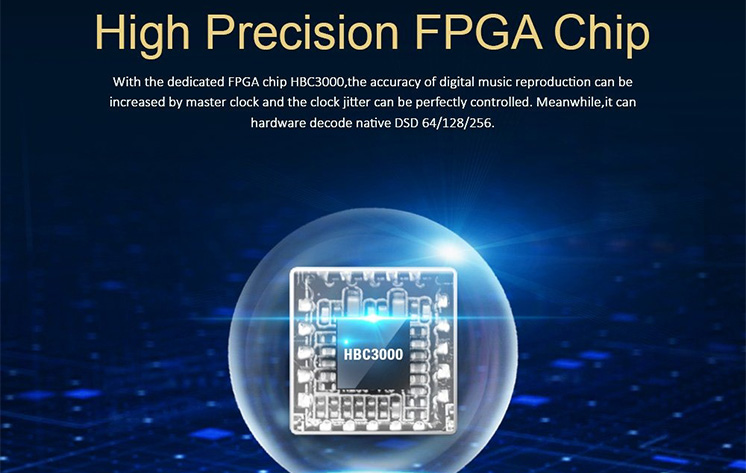 High Precision FPGA Chip
With the dedicated FPGA chip HBC3000,the accuracy of digital music reproduction can be
increased by master clock and the clock jitter can be perfectly controlled. Meanwhile,it can
hardware decode native DSD 64/128/256.
HBC3000